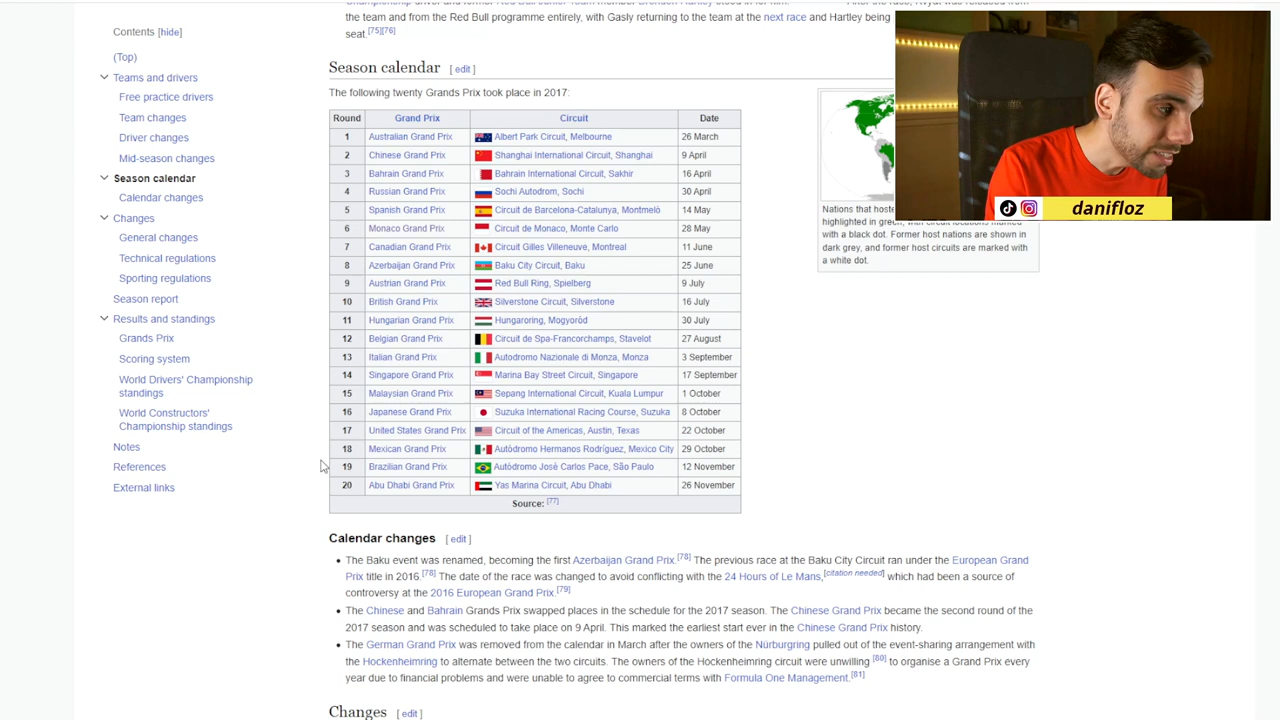 Championship driver and former Red Bull Junior Team member Brendon Hartley stood in for him.
the team and from the Red Bull programme entirely, with Gasly returning to the team at the next race and Hartley being
seat.[75][76]
Contents [hide]
(Top)
Teams and drivers
Free practice drivers
Team changes
Driver changes
Mid-season changes
Season calendar
Calendar changes
Changes
General changes
Technical regulations
Sporting regulations
Season report
Results and standings
Grands Prix
Scoring system
World Drivers' Championship
standings
World Constructors'
Championship standings
Notes
References
External links
Season calendar [ edit ]
The following twenty Grands Prix took place in 2017:
Round Grand Prix Circuit Date
1 Australian Grand Prix Albert Park Circuit, Melbourne 26 March
2 Chinese Grand Prix Shanghai International Circuit, Shanghai 9 April
3 Bahrain Grand Prix Bahrain International Circuit, Sakhir 16 April
4 Russian Grand Prix Sochi Autodrom, Sochi 30 April
5 Spanish Grand Prix Circuit de Barcelona-Catalunya, Montmeló 14 May
6 Monaco Grand Prix Circuit de Monaco, Monte Carlo 28 May
7 Canadian Grand Prix Circuit Gilles Villeneuve, Montreal 11 June
8 Azerbaijan Grand Prix Baku City Circuit, Baku 25 June
9 Austrian Grand Prix Red Bull Ring, Spielberg 9 July
10 British Grand Prix Silverstone Circuit, Silverstone 16 July
11 Hungarian Grand Prix Hungaroring, Mogyoród 30 July
12 Belgian Grand Prix Circuit de Spa-Francorchamps, Stavelot 27 August
13 Italian Grand Prix Autodromo Nazionale di Monza, Monza 3 September
14 Singapore Grand Prix Marina Bay Street Circuit, Singapore 17 September
15 Malaysian Grand Prix Sepang International Circuit, Kuala Lumpur 1 October
16 Japanese Grand Prix Suzuka International Racing Course, Suzuka 8 October
17 United States Grand Prix Circuit of the Americas, Austin, Texas 22 October
18 Mexican Grand Prix Autódromo Hermanos Rodríguez, Mexico City 29 October
19 Brazilian Grand Prix Autódromo José Carlos Pace, São Paulo 12 November
20 Abu Dhabi Grand Prix Yas Marina Circuit, Abu Dhabi 26 November
Source: [77]
danifloz
Nations that hoste
highlighted in green, with circuit locations marked
with a black dot. Former host nations are shown in
dark grey, and former host circuits are marked with
a white dot.
Calendar changes [ edit ]
• The Baku event was renamed, becoming the first Azerbaijan Grand Prix.[78] The previous race at the Baku City Circuit ran under the European Grand
Prix title in 2016.[78] The date of the race was changed to avoid conflicting with the 24 Hours of Le Mans,[citation needed] which had been a source of
controversy at the 2016 European Grand Prix.[79]
• The Chinese and Bahrain Grands Prix swapped places in the schedule for the 2017 season. The Chinese Grand Prix became the second round of the
2017 season and was scheduled to take place on 9 April. This marked the earliest start ever in the Chinese Grand Prix history.
• The German Grand Prix was removed from the calendar in March after the owners of the Nürburgring pulled out of the event-sharing arrangement with
the Hockenheimring to alternate between the two circuits. The owners of the Hockenheimring circuit were unwilling [80] to organise a Grand Prix every
year due to financial problems and were unable to agree to commercial terms with Formula One Management.[81]
Changes [ edit ]